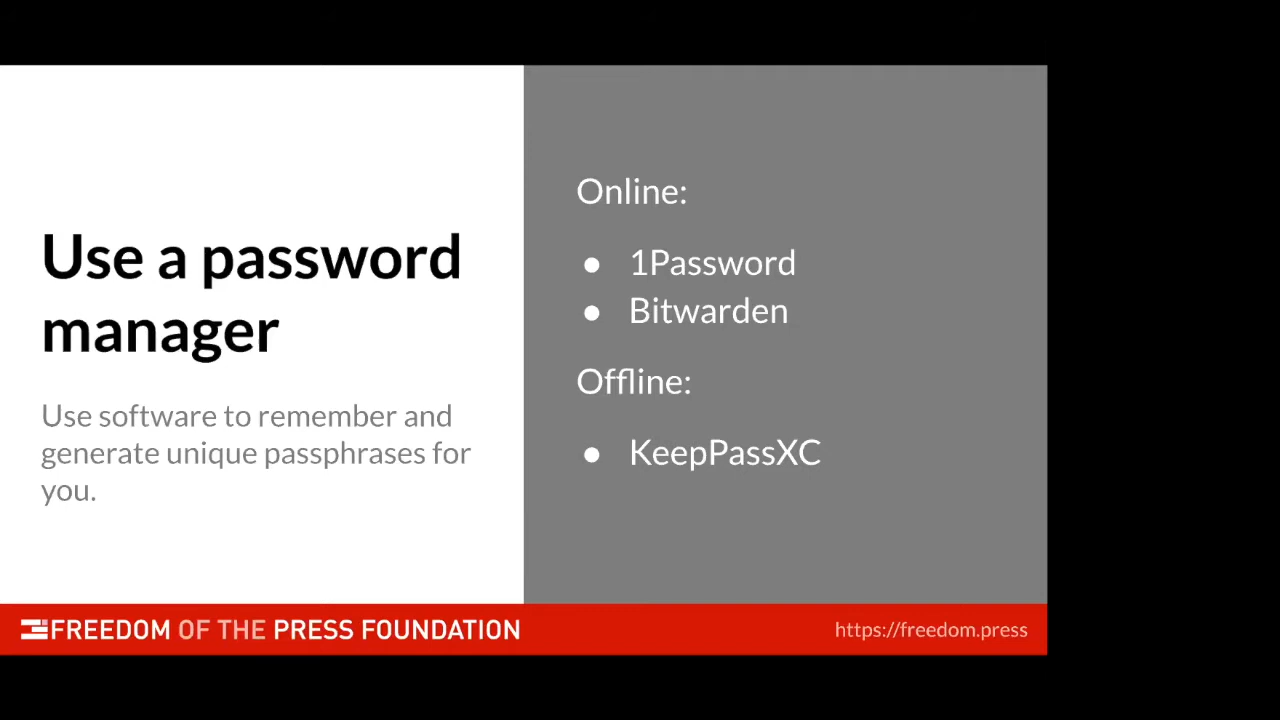 Use a password
manager
Use software to remember and
generate unique passphrases for
you.
Online:
● 1Password
● Bitwarden
Offline:
● KeepPassXC
FREEDOM OF THE PRESS FOUNDATION
https://freedom.press